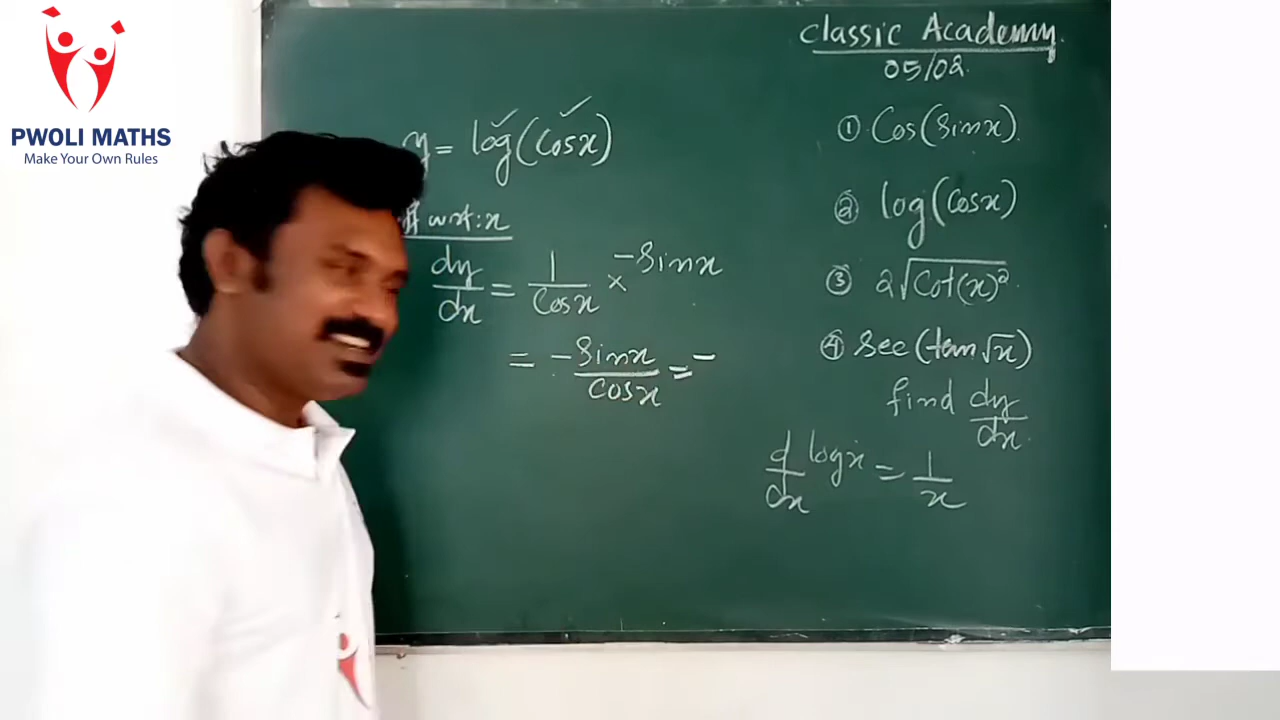 PWOLI MATHS
Make Your Own Rules
y = log(cosx)
wrt:x
dy/dx = 1/cosx × -sinx
= -sinx/cosx = -
classic Academy
05/02
① Cos(sinx)
② log(cosx)
③ 2√cot(x)²
④ sec(tan√x)
find dy/dx
d/dx logx = 1/x